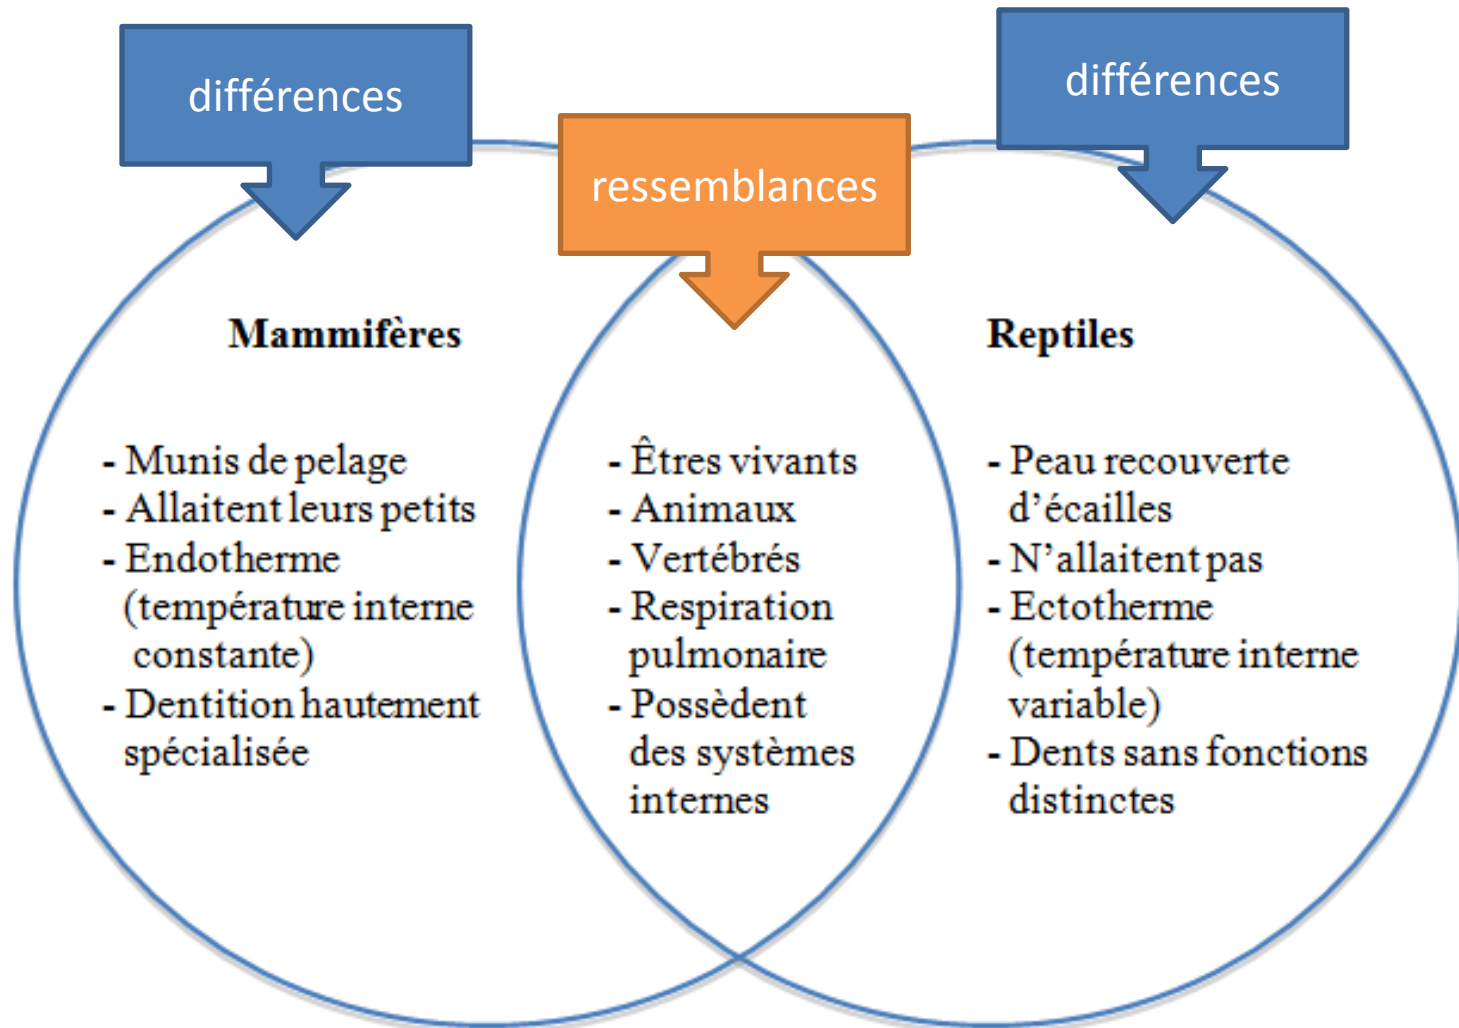 différences
ressemblances
différences
Mammifères
- Munis de pelage
- Allaitent leurs petits
- Endotherme
(température interne
constante)
- Dentition hautement
spécialisée
- Êtres vivants
- Animaux
- Vertébrés
- Respiration
pulmonaire
- Possèdent
des systèmes
internes
Reptiles
- Peau recouverte
d’écailles
- N’allaitent pas
- Ectotherme
(température interne
variable)
- Dents sans fonctions
distinctes